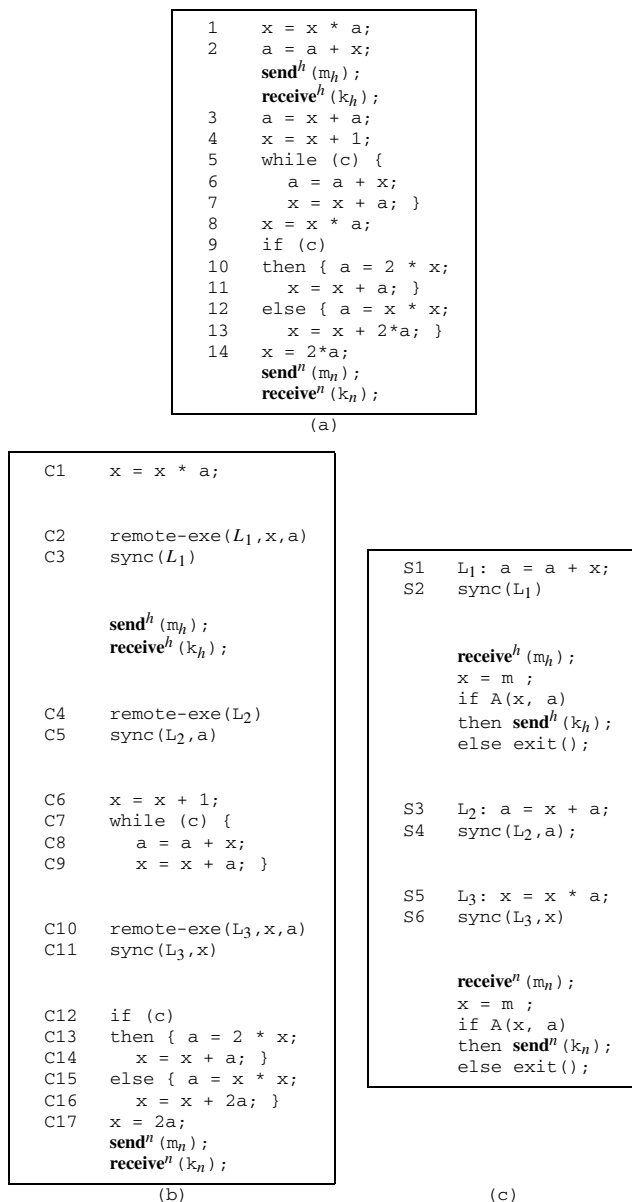 1 x = x * a;
2 a = a + x;
send^h(m_h);
receive^h(k_h);
3 a = x + a;
4 x = x + 1;
5 while (c) {
6 a = a + x;
7 x = x + a; }
8 x = x * a;
9 if (c)
10 then { a = 2 * x;
11 x = x + a; }
12 else { a = x * x;
13 x = x + 2*a; }
14 x = 2*a;
send^n(m_n);
receive^n(k_n);
(a)
C1 x = x * a;
C2 remote-exe(L_1,x,a)
C3 sync(L_1)
send^h(m_h);
receive^h(k_h);
C4 remote-exe(L_2)
C5 sync(L_2,a)
C6 x = x + 1;
C7 while (c) {
C8 a = a + x;
C9 x = x + a; }
C10 remote-exe(L_3,x,a)
C11 sync(L_3,x)
C12 if (c)
C13 then { a = 2 * x;
C14 x = x + a; }
C15 else { a = x * x;
C16 x = x + 2a; }
C17 x = 2a;
send^n(m_n);
receive^n(k_n);
(b)
S1 L_1: a = a + x;
S2 sync(L_1)
receive^h(m_h);
x = m ;
if A(x, a)
then send^h(k_h);
else exit();
S3 L_2: a = x + a;
S4 sync(L_2,a);
S5 L_3: x = x * a;
S6 sync(L_3,x)
receive^n(m_n);
x = m ;
if A(x, a)
then send^n(k_n);
else exit();
(c)